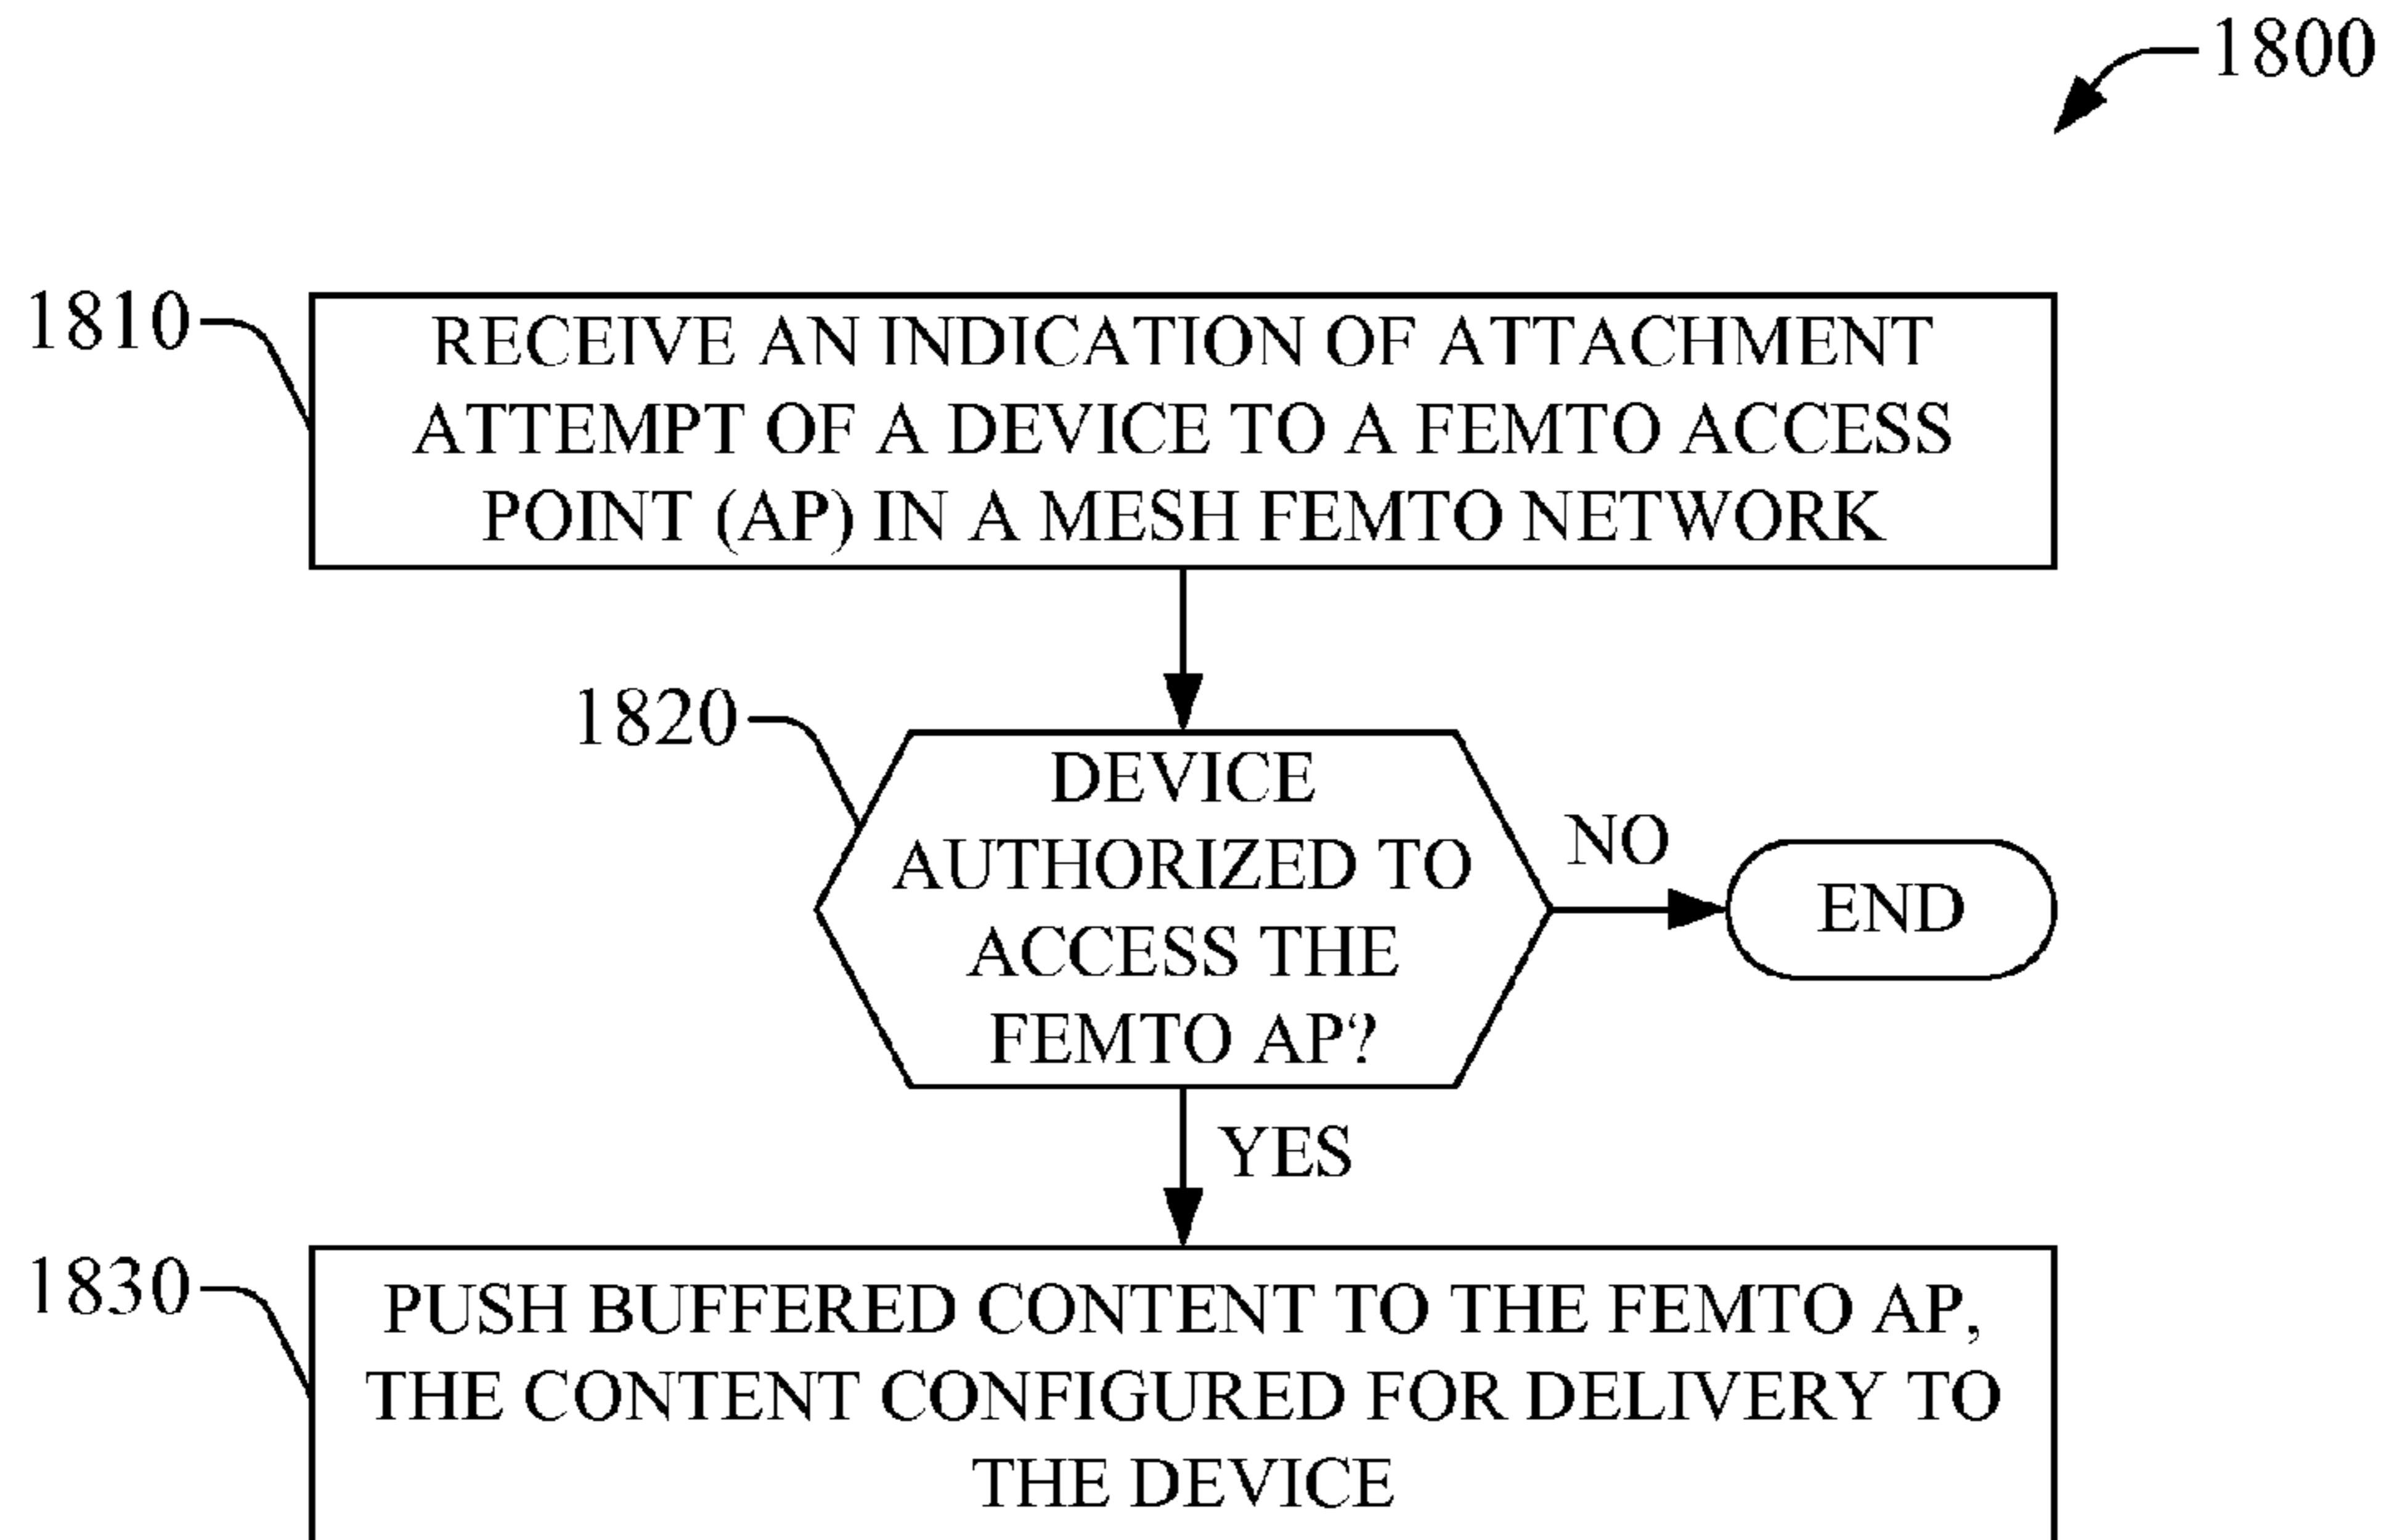 1800
1810
RECEIVE AN INDICATION OF ATTACHMENT
ATTEMPT OF A DEVICE TO A FEMTO ACCESS
POINT (AP) IN A MESH FEMTO NETWORK
1820
DEVICE
AUTHORIZED TO
ACCESS THE
FEMTO AP?
NO
END
YES
1830
PUSH BUFFERED CONTENT TO THE FEMTO AP,
THE CONTENT CONFIGURED FOR DELIVERY TO
THE DEVICE